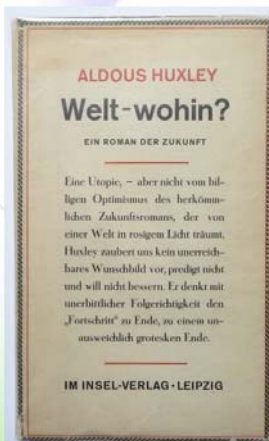 ALDOUS HUXLEY
Welt-wohin?
EIN ROMAN DER ZUKUNFT
Eine Utopie, – aber nicht vom bil-
ligen Optimismus des herkömm-
lichen Zukunftsromans, der von
einer Welt in rosigem Licht träumt.
Huxley zaubert uns kein unerreich-
bares Wunschbild vor, predigt nicht
und will nicht bessern. Er denkt mit
unerbittlicher Folgerichtigkeit den
„Fortschritt“ zu Ende, zu einem un-
ausweichlich grotesken Ende.
IM INSEL-VERLAG · LEIPZIG